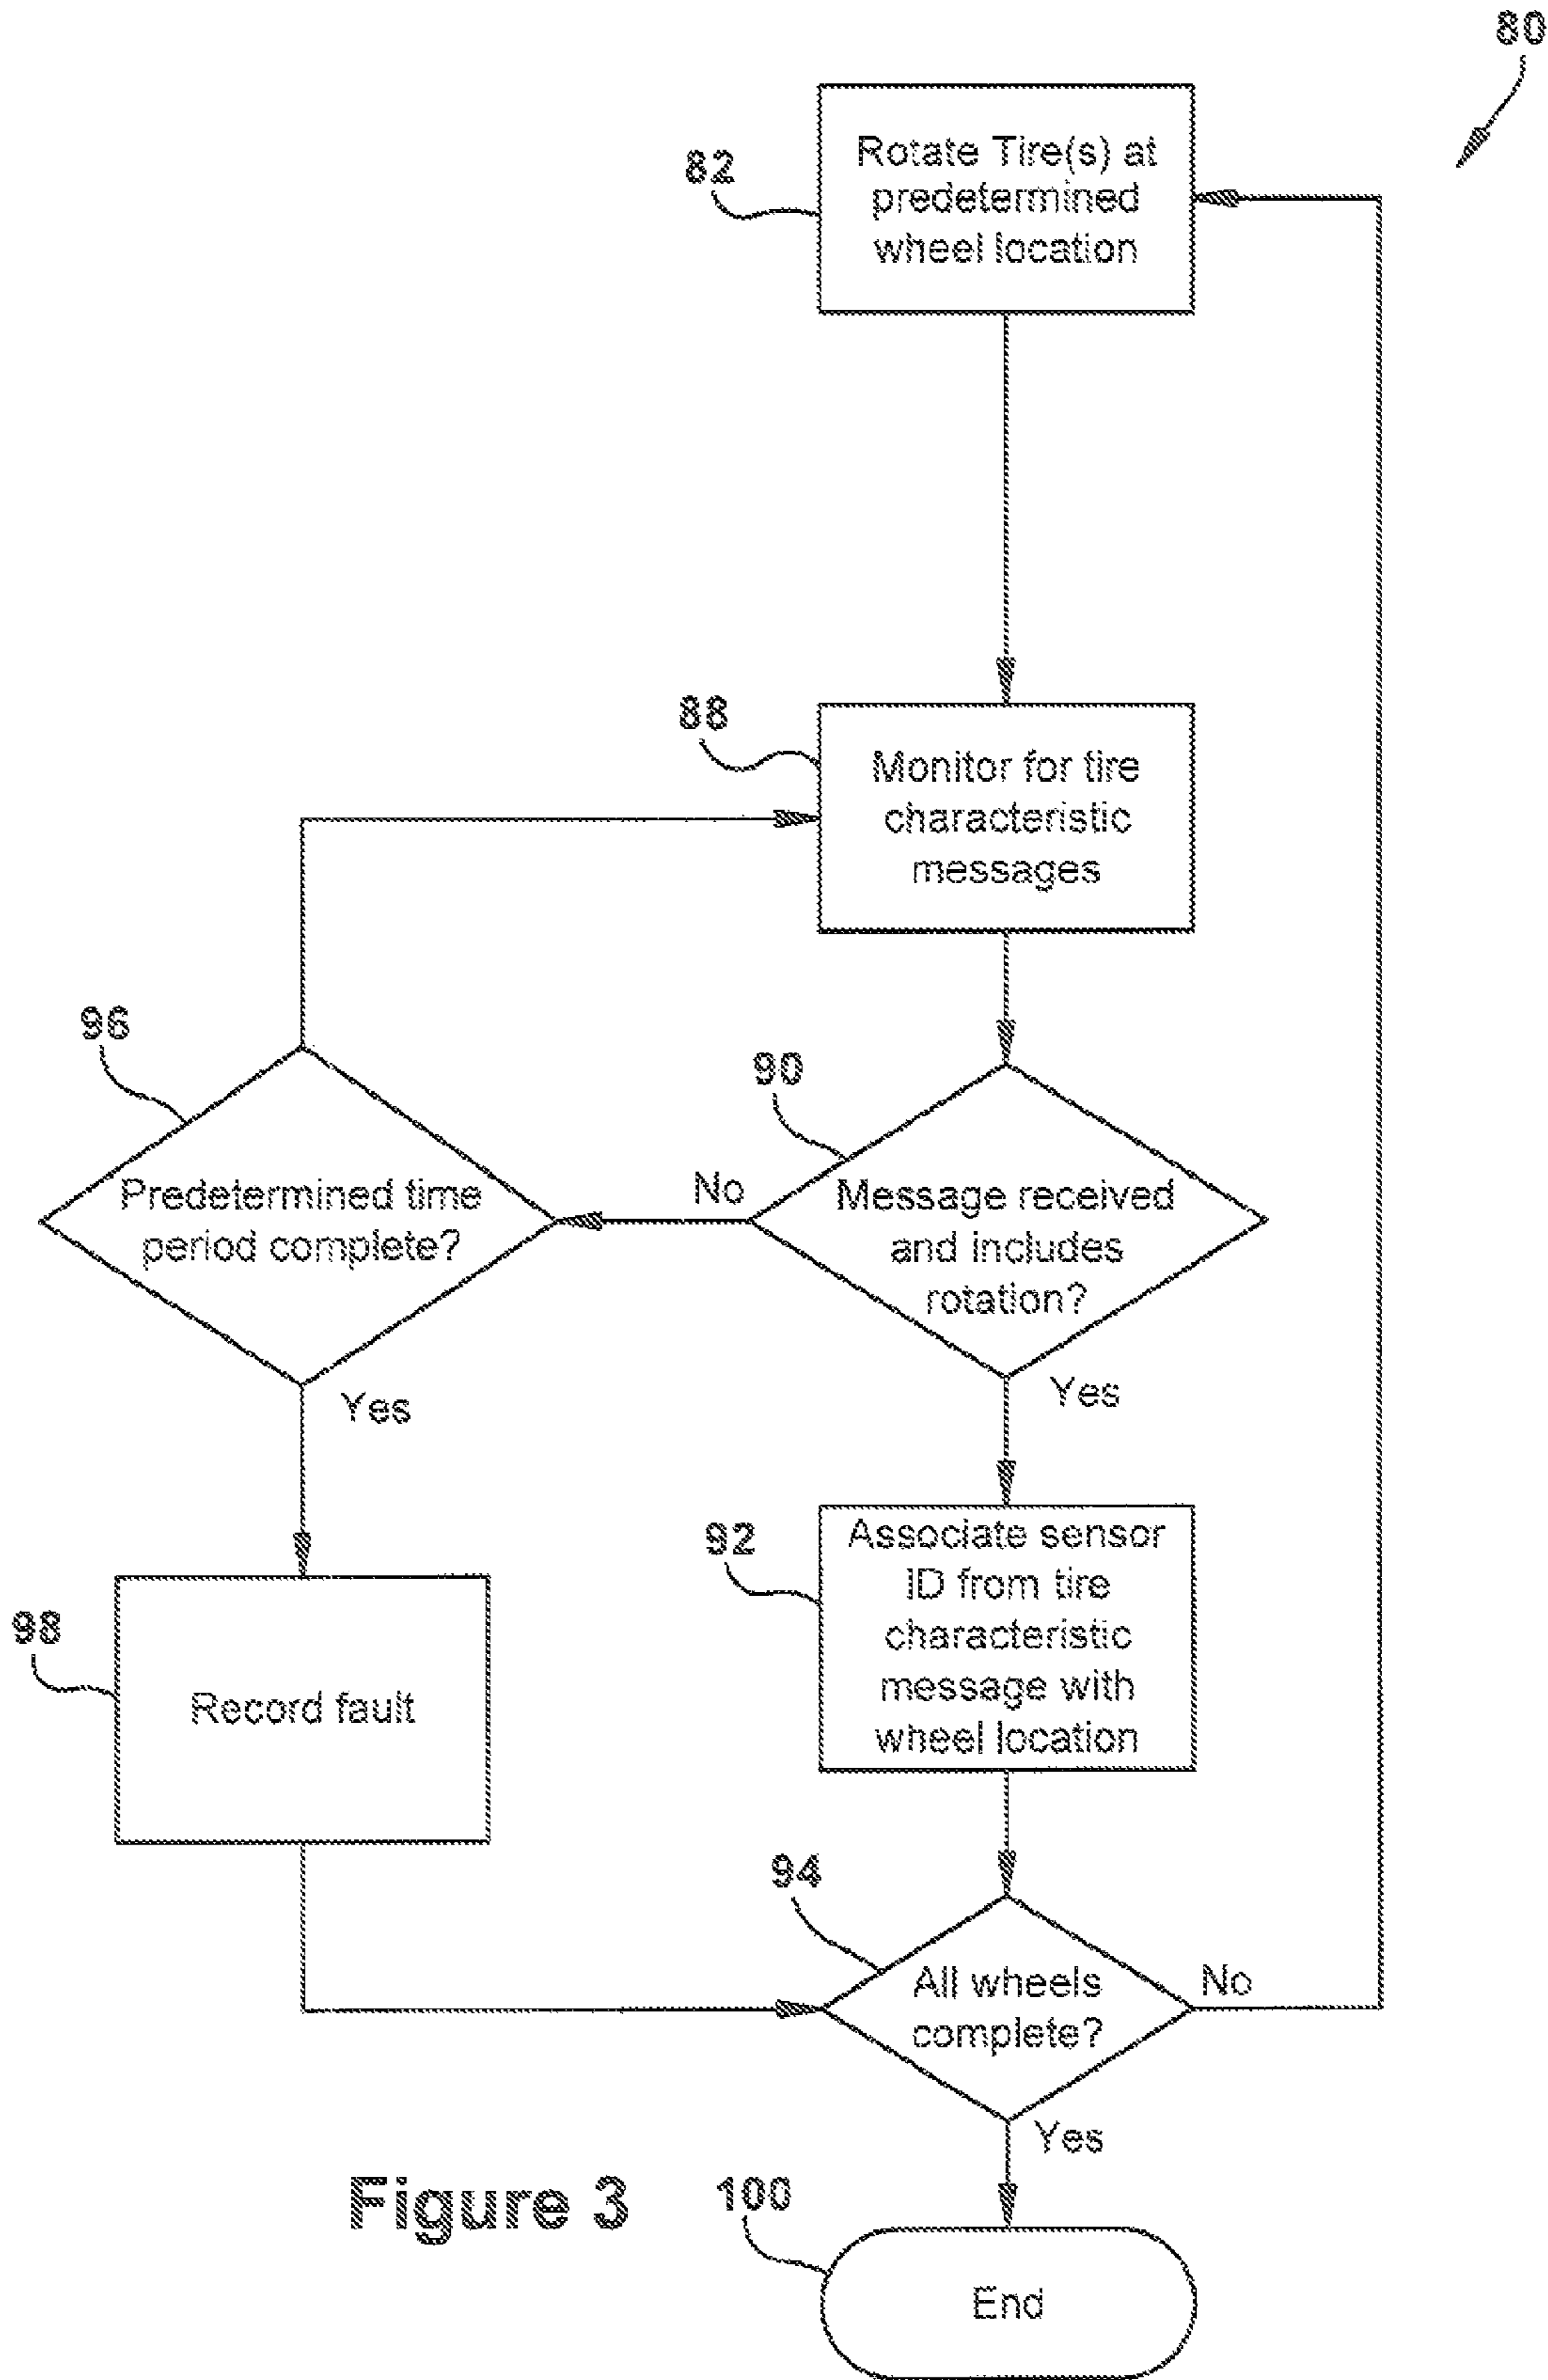 80
82
Rotate Tire(s) at
predetermined
wheel location
88
Monitor for tire
characteristic
messages
96
Predetermined time
period complete?
No
90
Message received
and includes
rotation?
Yes
Yes
98
Record fault
92
Associate sensor
ID from tire
characteristic
message with
wheel location
94
All wheels
complete?
No
Yes
Figure 3
100
End